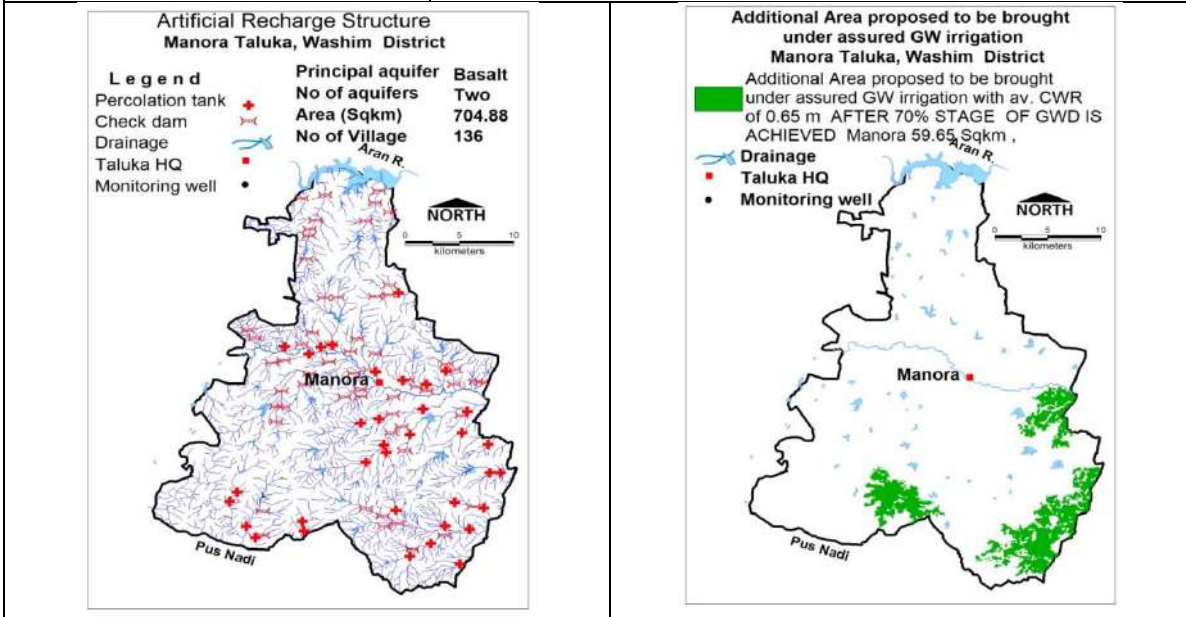 Artificial Recharge Structure
Manora Taluka, Washim District
Legend
Percolation tank
Check dam
Drainage
Taluka HQ
Monitoring well
Principal aquifer Basalt
No of aquifers Two
Area (Sqkm) 704.88
No of Village 136
Aran R.
NORTH
0 5 10
kilometers
Manora
Pus Nadi
Additional Area proposed to be brought
under assured GW irrigation
Manora Taluka, Washim District
Additional Area proposed to be brought
under assured GW irrigation with av. CWR
of 0.65 m AFTER 70% STAGE OF GWD IS
ACHIEVED Manora 59.65 Sqkm ,
Drainage
Taluka HQ
Monitoring well
Aran R.
NORTH
0 5 10
kilometers
Manora
Pus Nadi